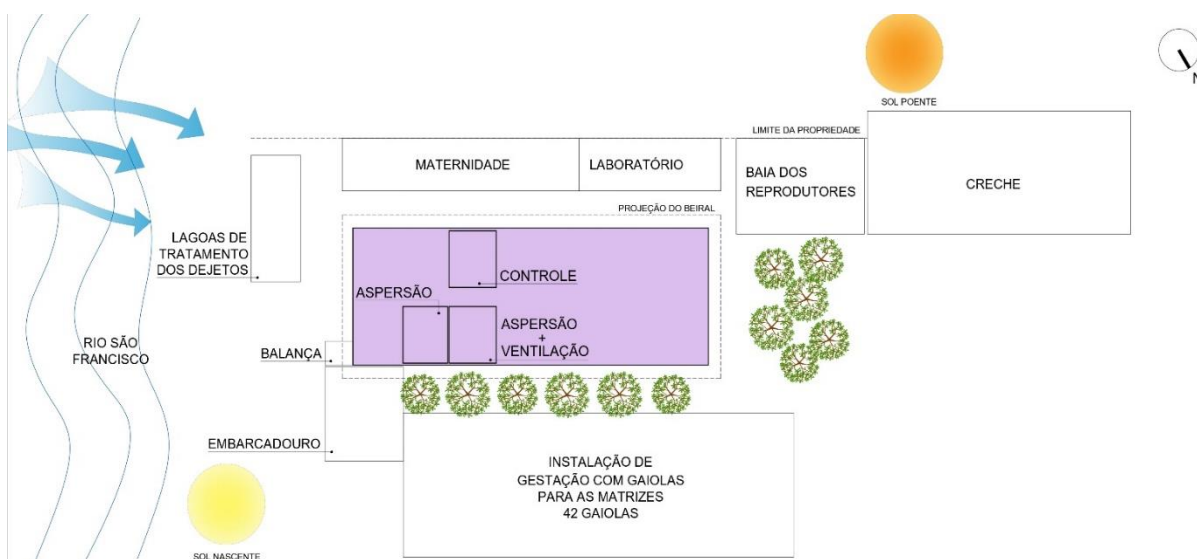 SOL POENTE
N
LIMITE DA PROPRIEDADE
MATERNIDADE
LABORATÓRIO
BAIA DOS
REPRODUTORES
CRECHE
PROJEÇÃO DO BEIRAL
LAGOAS DE
TRATAMENTO
DOS DEJETOS
CONTROLE
ASPERSÃO
ASPERSÃO
+
VENTILAÇÃO
RIO SÃO
FRANCISCO
BALANÇA
EMBARCADOURO
INSTALAÇÃO DE
GESTAÇÃO COM GAIOLAS
PARA AS MATRIZES
42 GAIOLAS
SOL NASCENTE